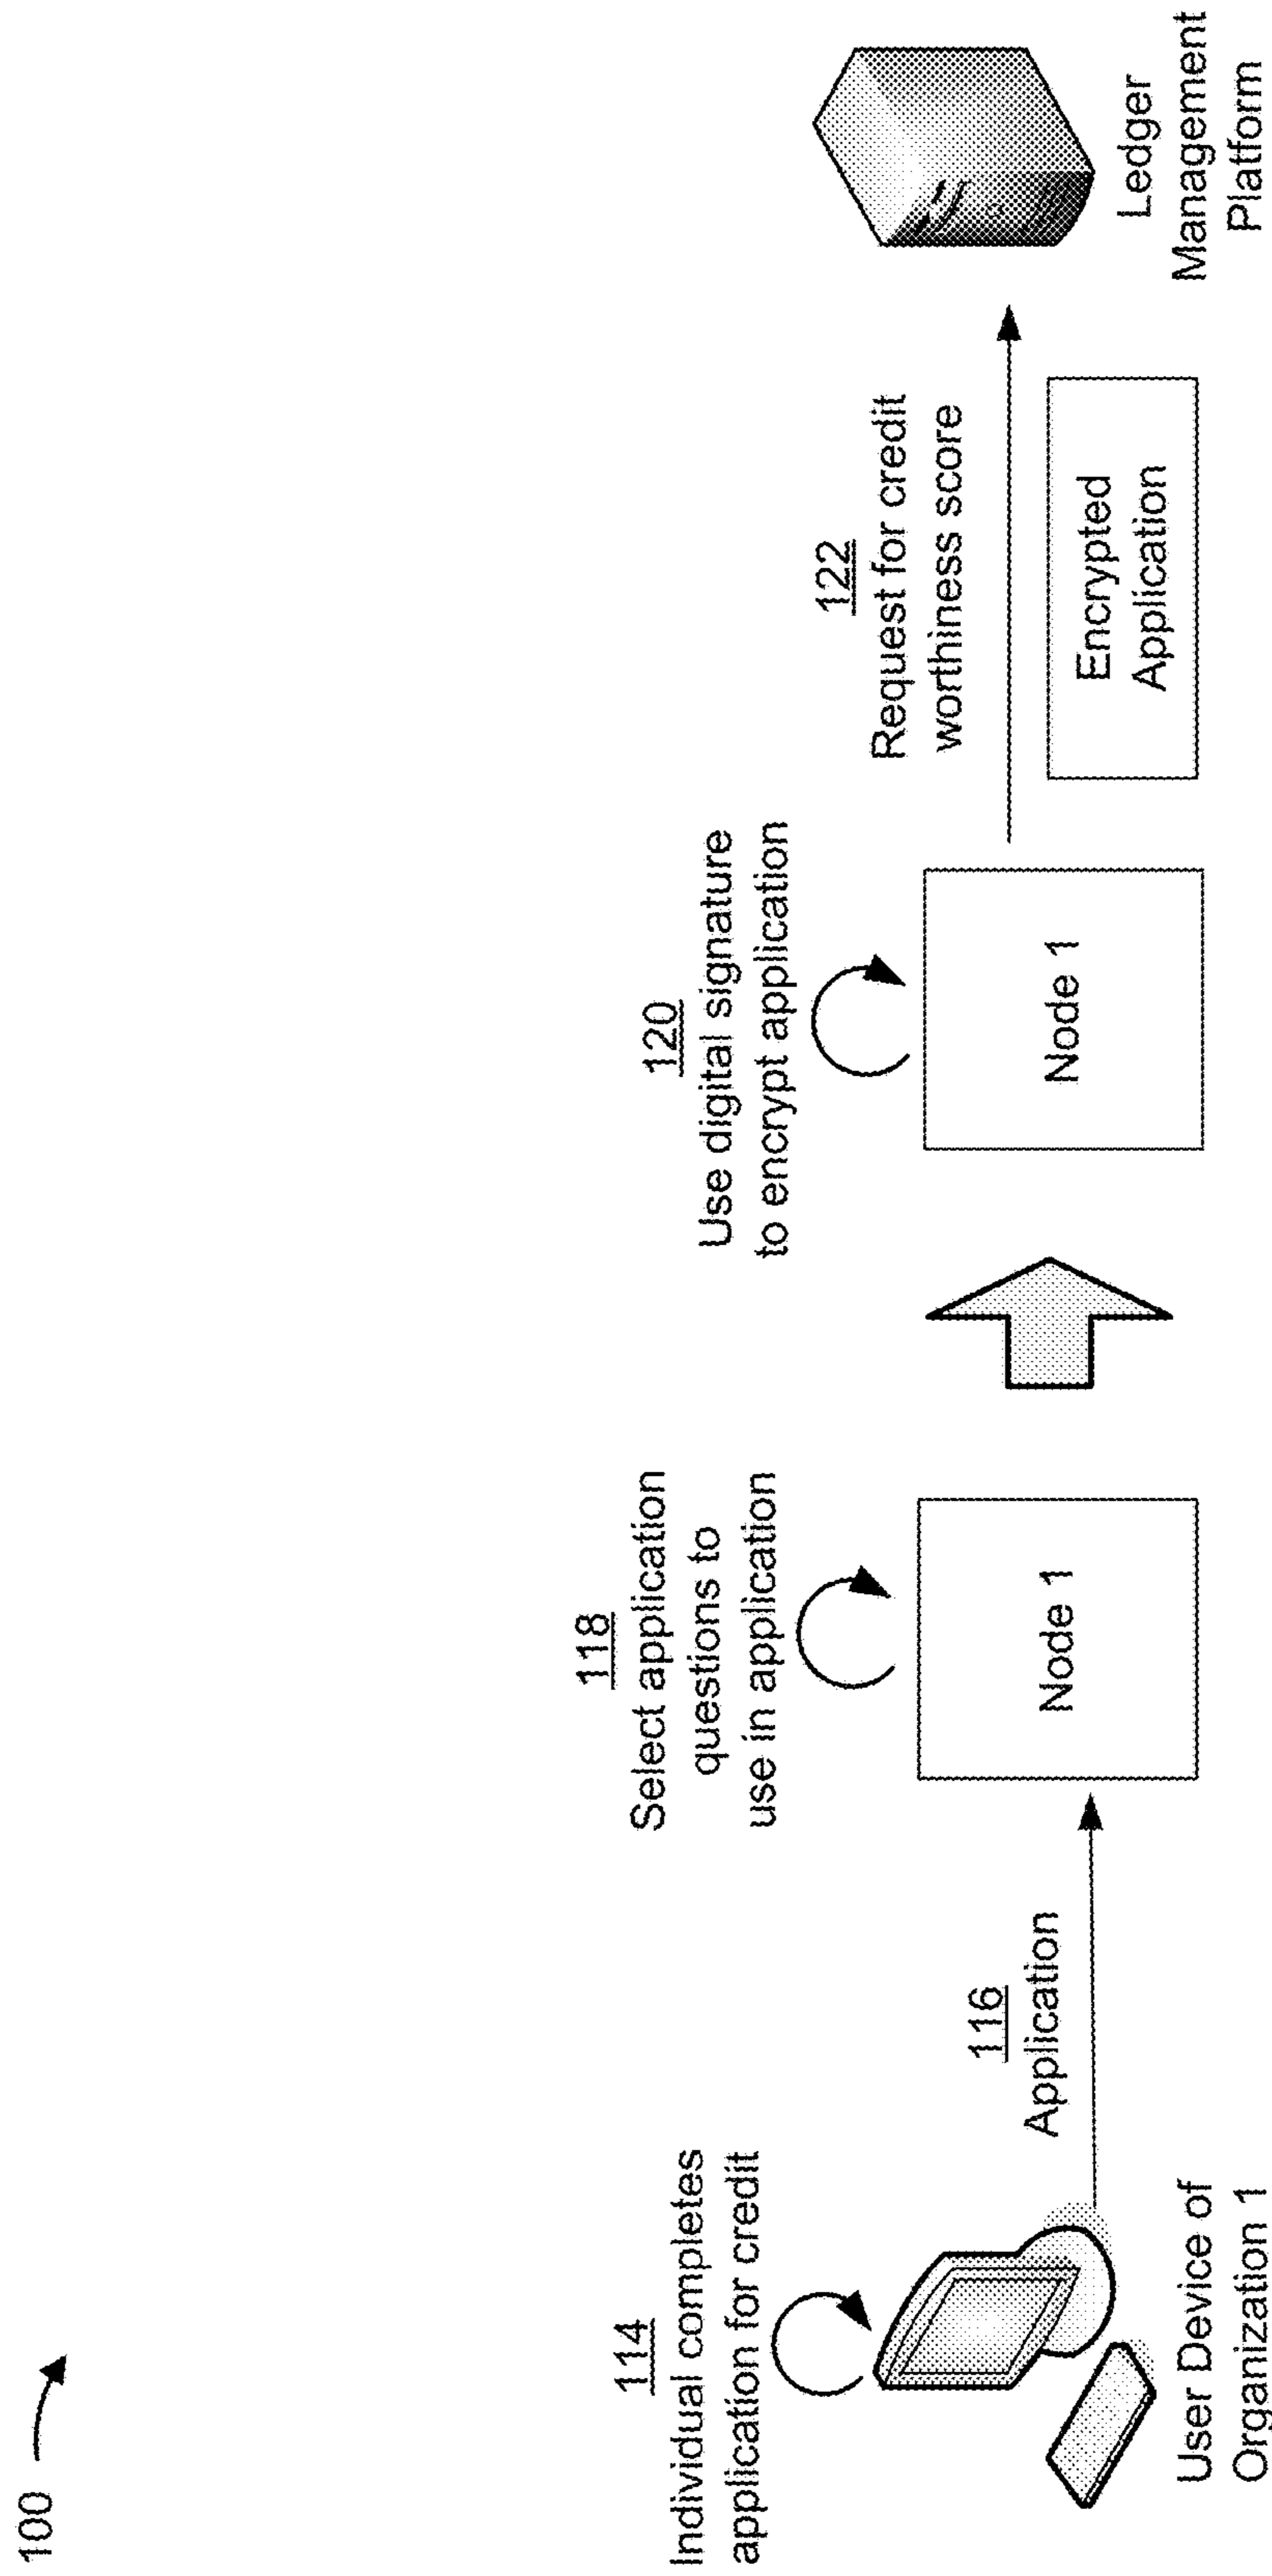 100
114
Individual completes
application for credit
User Device of
Organization 1
116
Application
118
Select application
questions to
use in application
Node 1
120
Use digital signature
to encrypt application
Node 1
122
Request for credit
worthiness score
Encrypted
Application
Ledger
Management
Platform